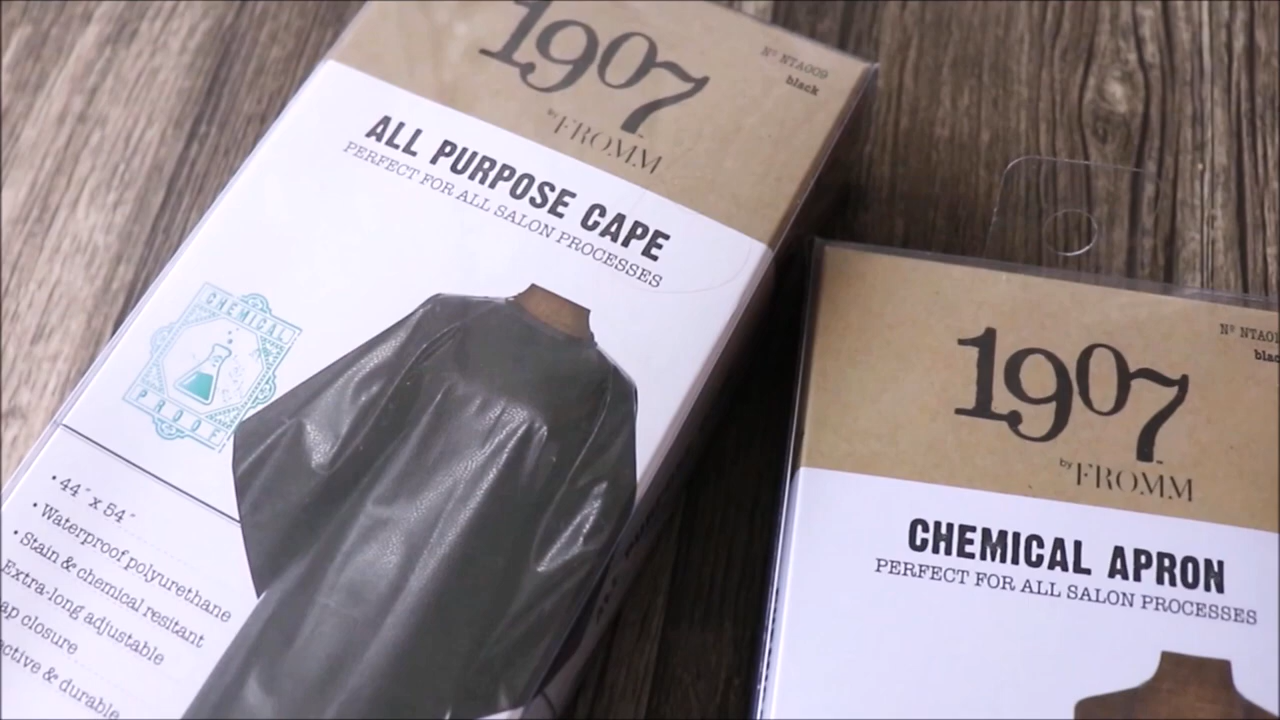 1907
by FROMM
Nº NTA009
black
ALL PURPOSE CAPE
PERFECT FOR ALL SALON PROCESSES
CHEMICAL
PROOF
• 44" x 54"
• Waterproof polyurethane
• Stain & chemical resitant
Extra-long adjustable
closure
& durable
1907
by FROMM
Nº
CHEMICAL APRON
PERFECT FOR ALL SALON PROCESSES